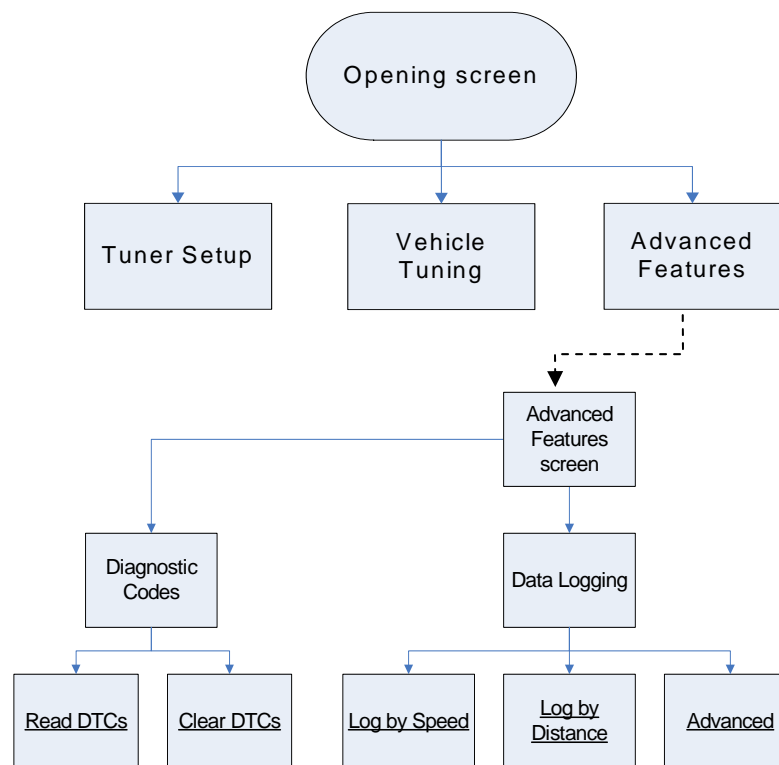 Opening screen
Tuner Setup
Vehicle
Tuning
Advanced
Features
Advanced
Features
screen
Diagnostic
Codes
Data Logging
Read DTCs
Clear DTCs
Log by Speed
Log by
Distance
Advanced